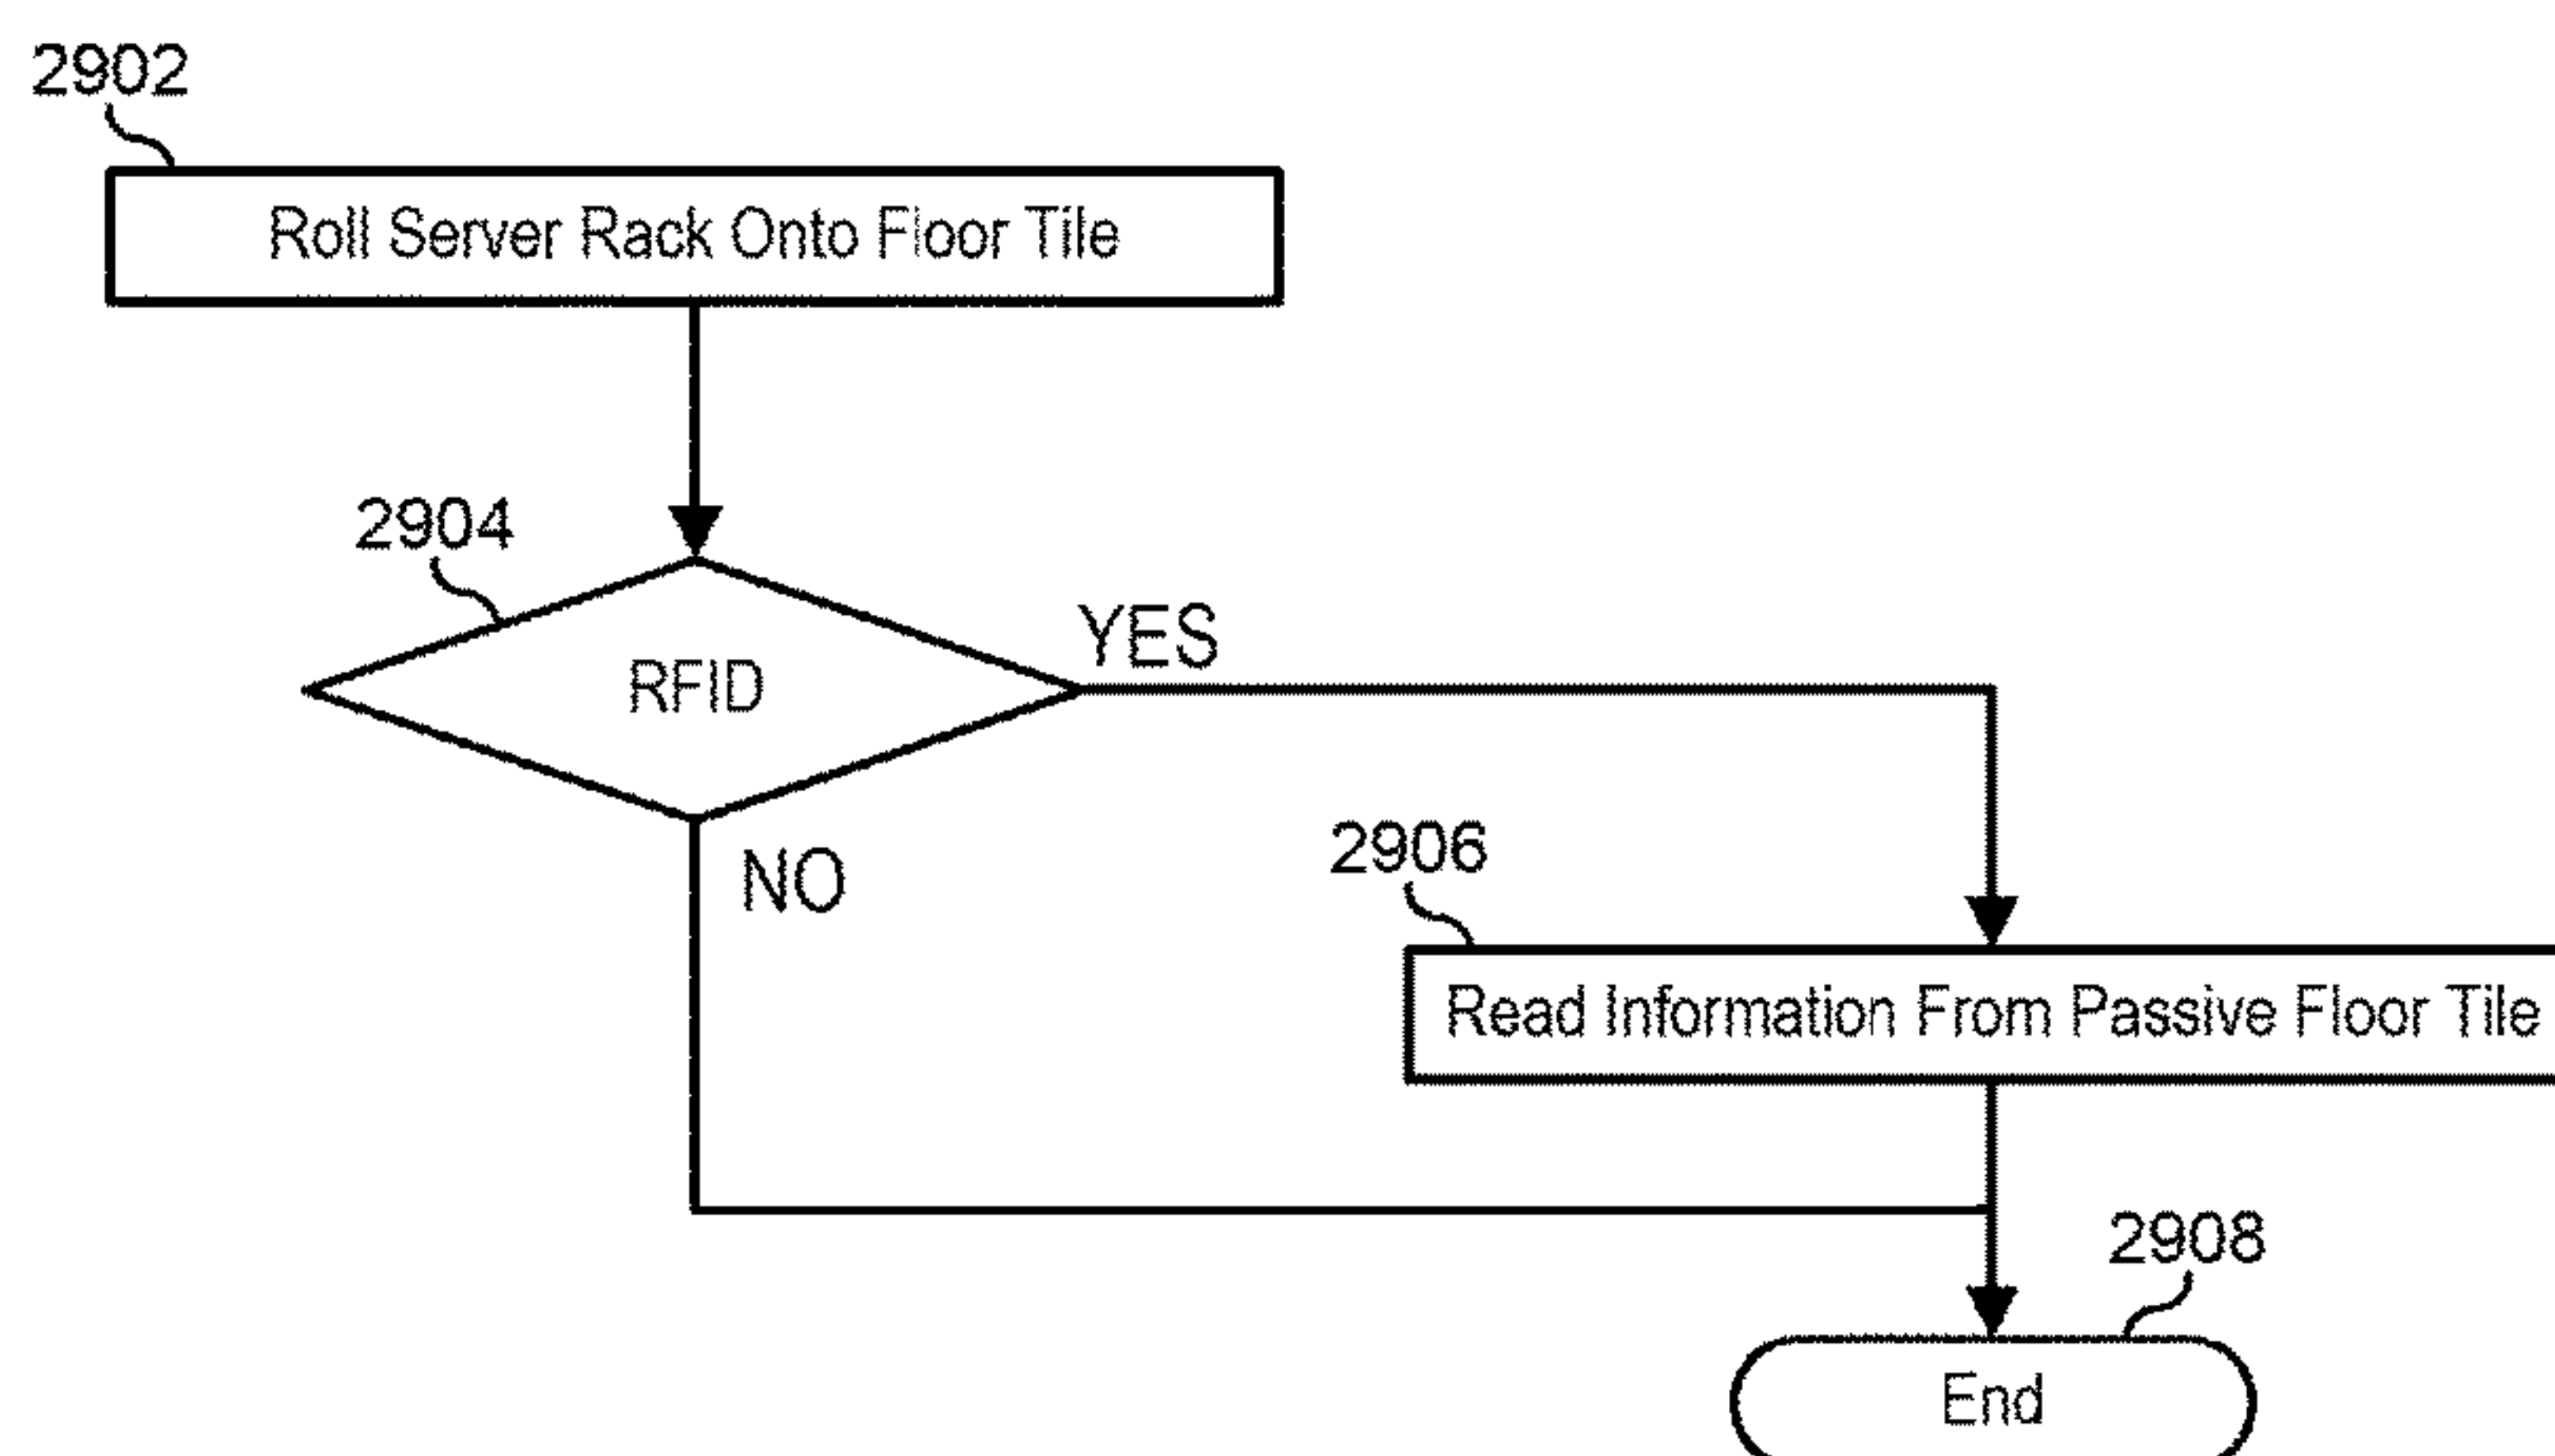 2902
Roll Server Rack Onto Floor Tile
2904
RFID
YES
NO
2906
Read Information From Passive Floor Tile
2908
End